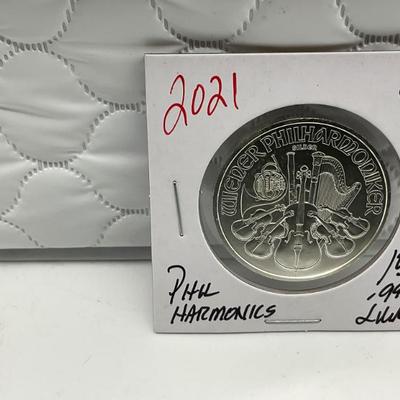 2021
WIENER PHILHARMONIKER
SILBER
PHIL
HARMONICS